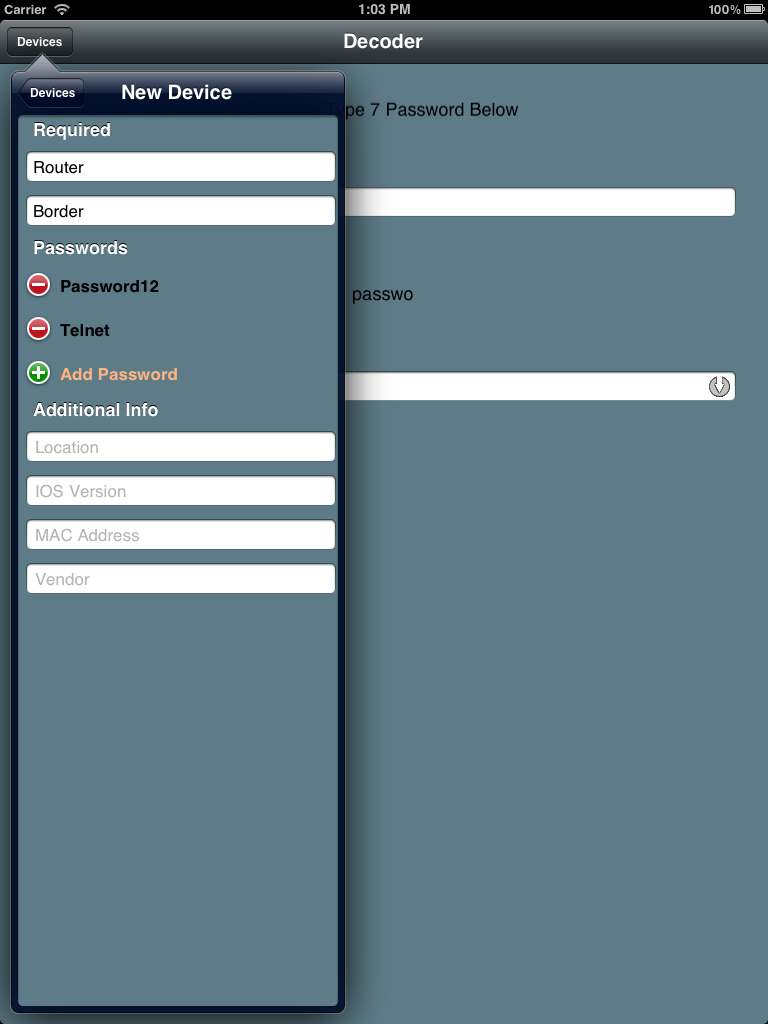 Carrier 1:03 PM 100%
Devices Decoder
Devices New Device
Type 7 Password Below
Required
Router
Border
Passwords
Password12
passwo
Telnet
Add Password
Additional Info
Location
IOS Version
MAC Address
Vendor